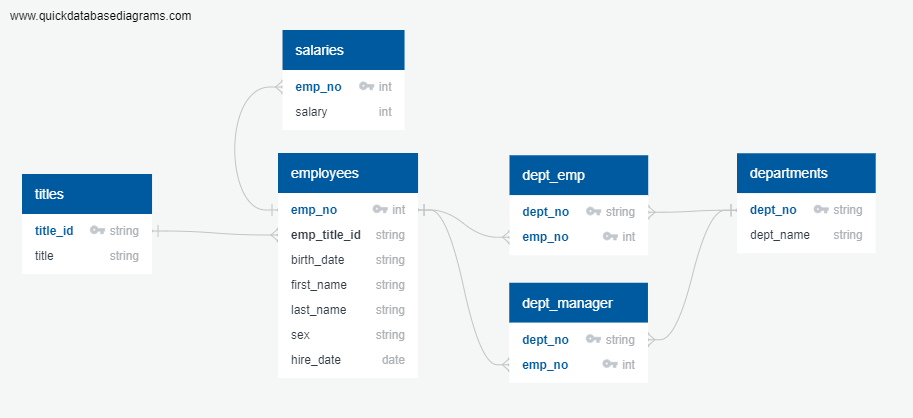 www.quickdatabasediagrams.com
salaries
emp_no int
salary int
employees
emp_no int
emp_title_id string
birth_date string
first_name string
last_name string
sex string
hire_date date
titles
title_id string
title string
dept_emp
dept_no string
emp_no int
dept_manager
dept_no string
emp_no int
departments
dept_no string
dept_name string